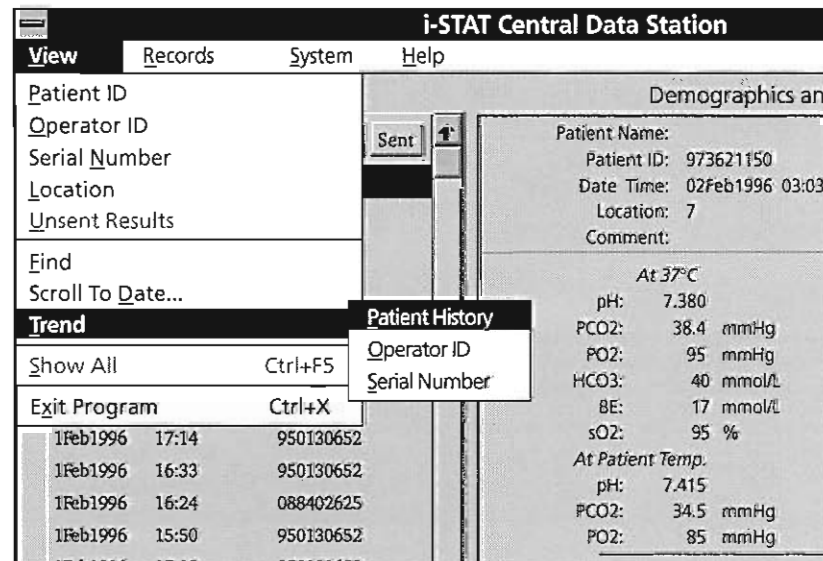 i-STAT Central Data Station
View Records System Help
Patient ID
Operator ID
Serial Number
Location
Unsent Results
Find
Scroll To Date...
Trend
Show All Ctrl+F5
Exit Program Ctrl+X
Patient History
Operator ID
Serial Number
Sent
1Feb1996 17:14 950130652
1Feb1996 16:33 950130652
1Feb1996 16:24 088402625
1Feb1996 15:50 950130652
Demographics an
Patient Name:
Patient ID: 973621150
Date Time: 02Feb1996 03:03
Location: 7
Comment:
At 37°C
pH: 7.380
PCO2: 38.4 mmHg
PO2: 95 mmHg
HCO3: 40 mmol/L
BE: 17 mmol/L
sO2: 95 %
At Patient Temp.
pH: 7.415
PCO2: 34.5 mmHg
PO2: 85 mmHg